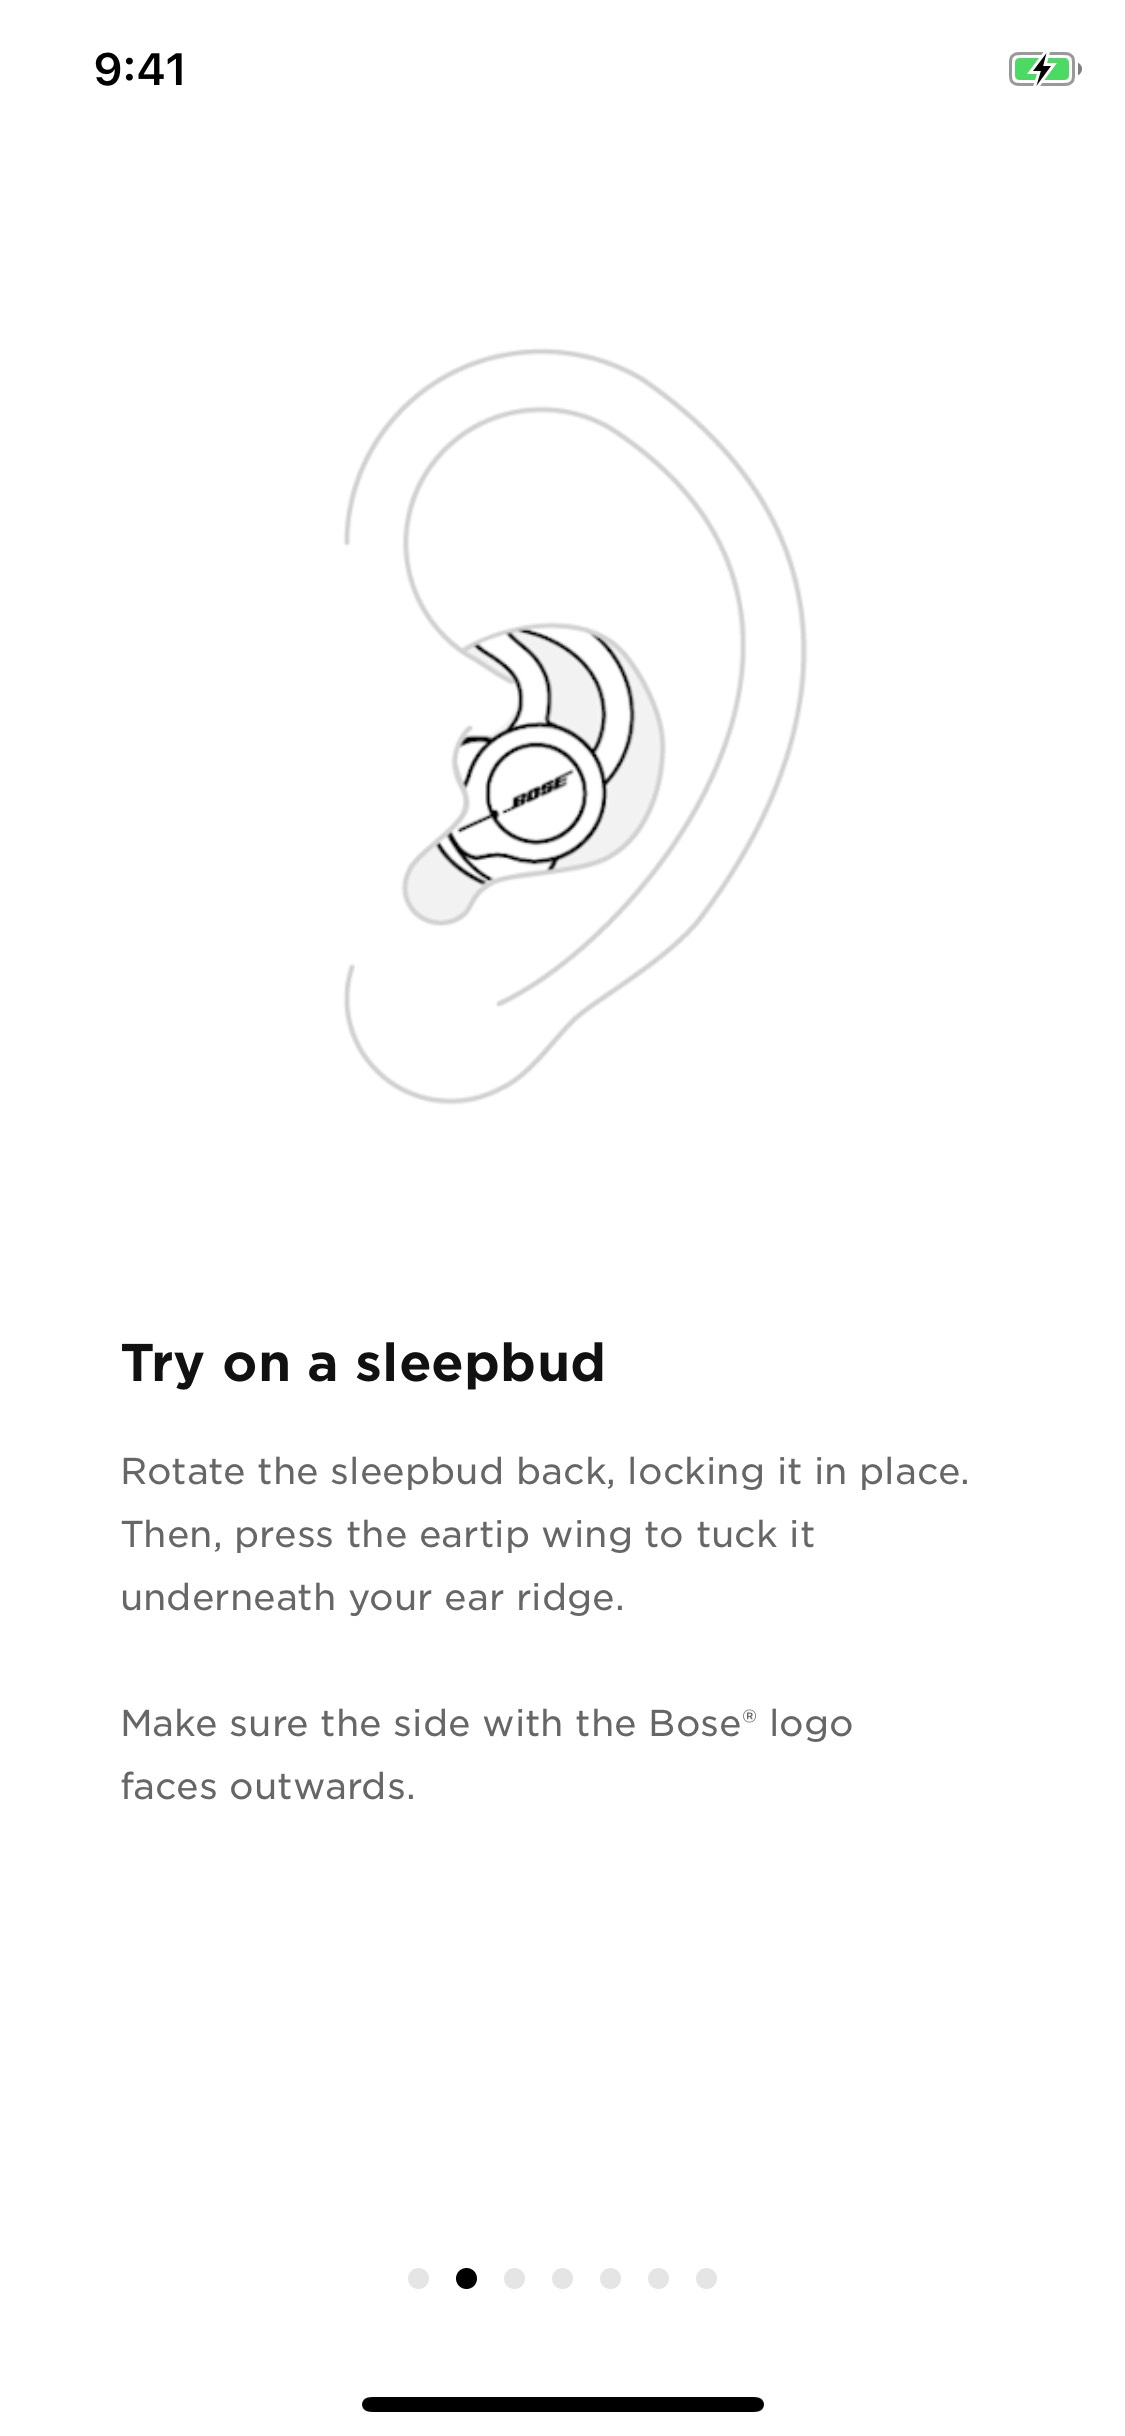 9:41
BOSE
Try on a sleepbud
Rotate the sleepbud back, locking it in place.
Then, press the eartip wing to tuck it
underneath your ear ridge.
Make sure the side with the Bose® logo
faces outwards.